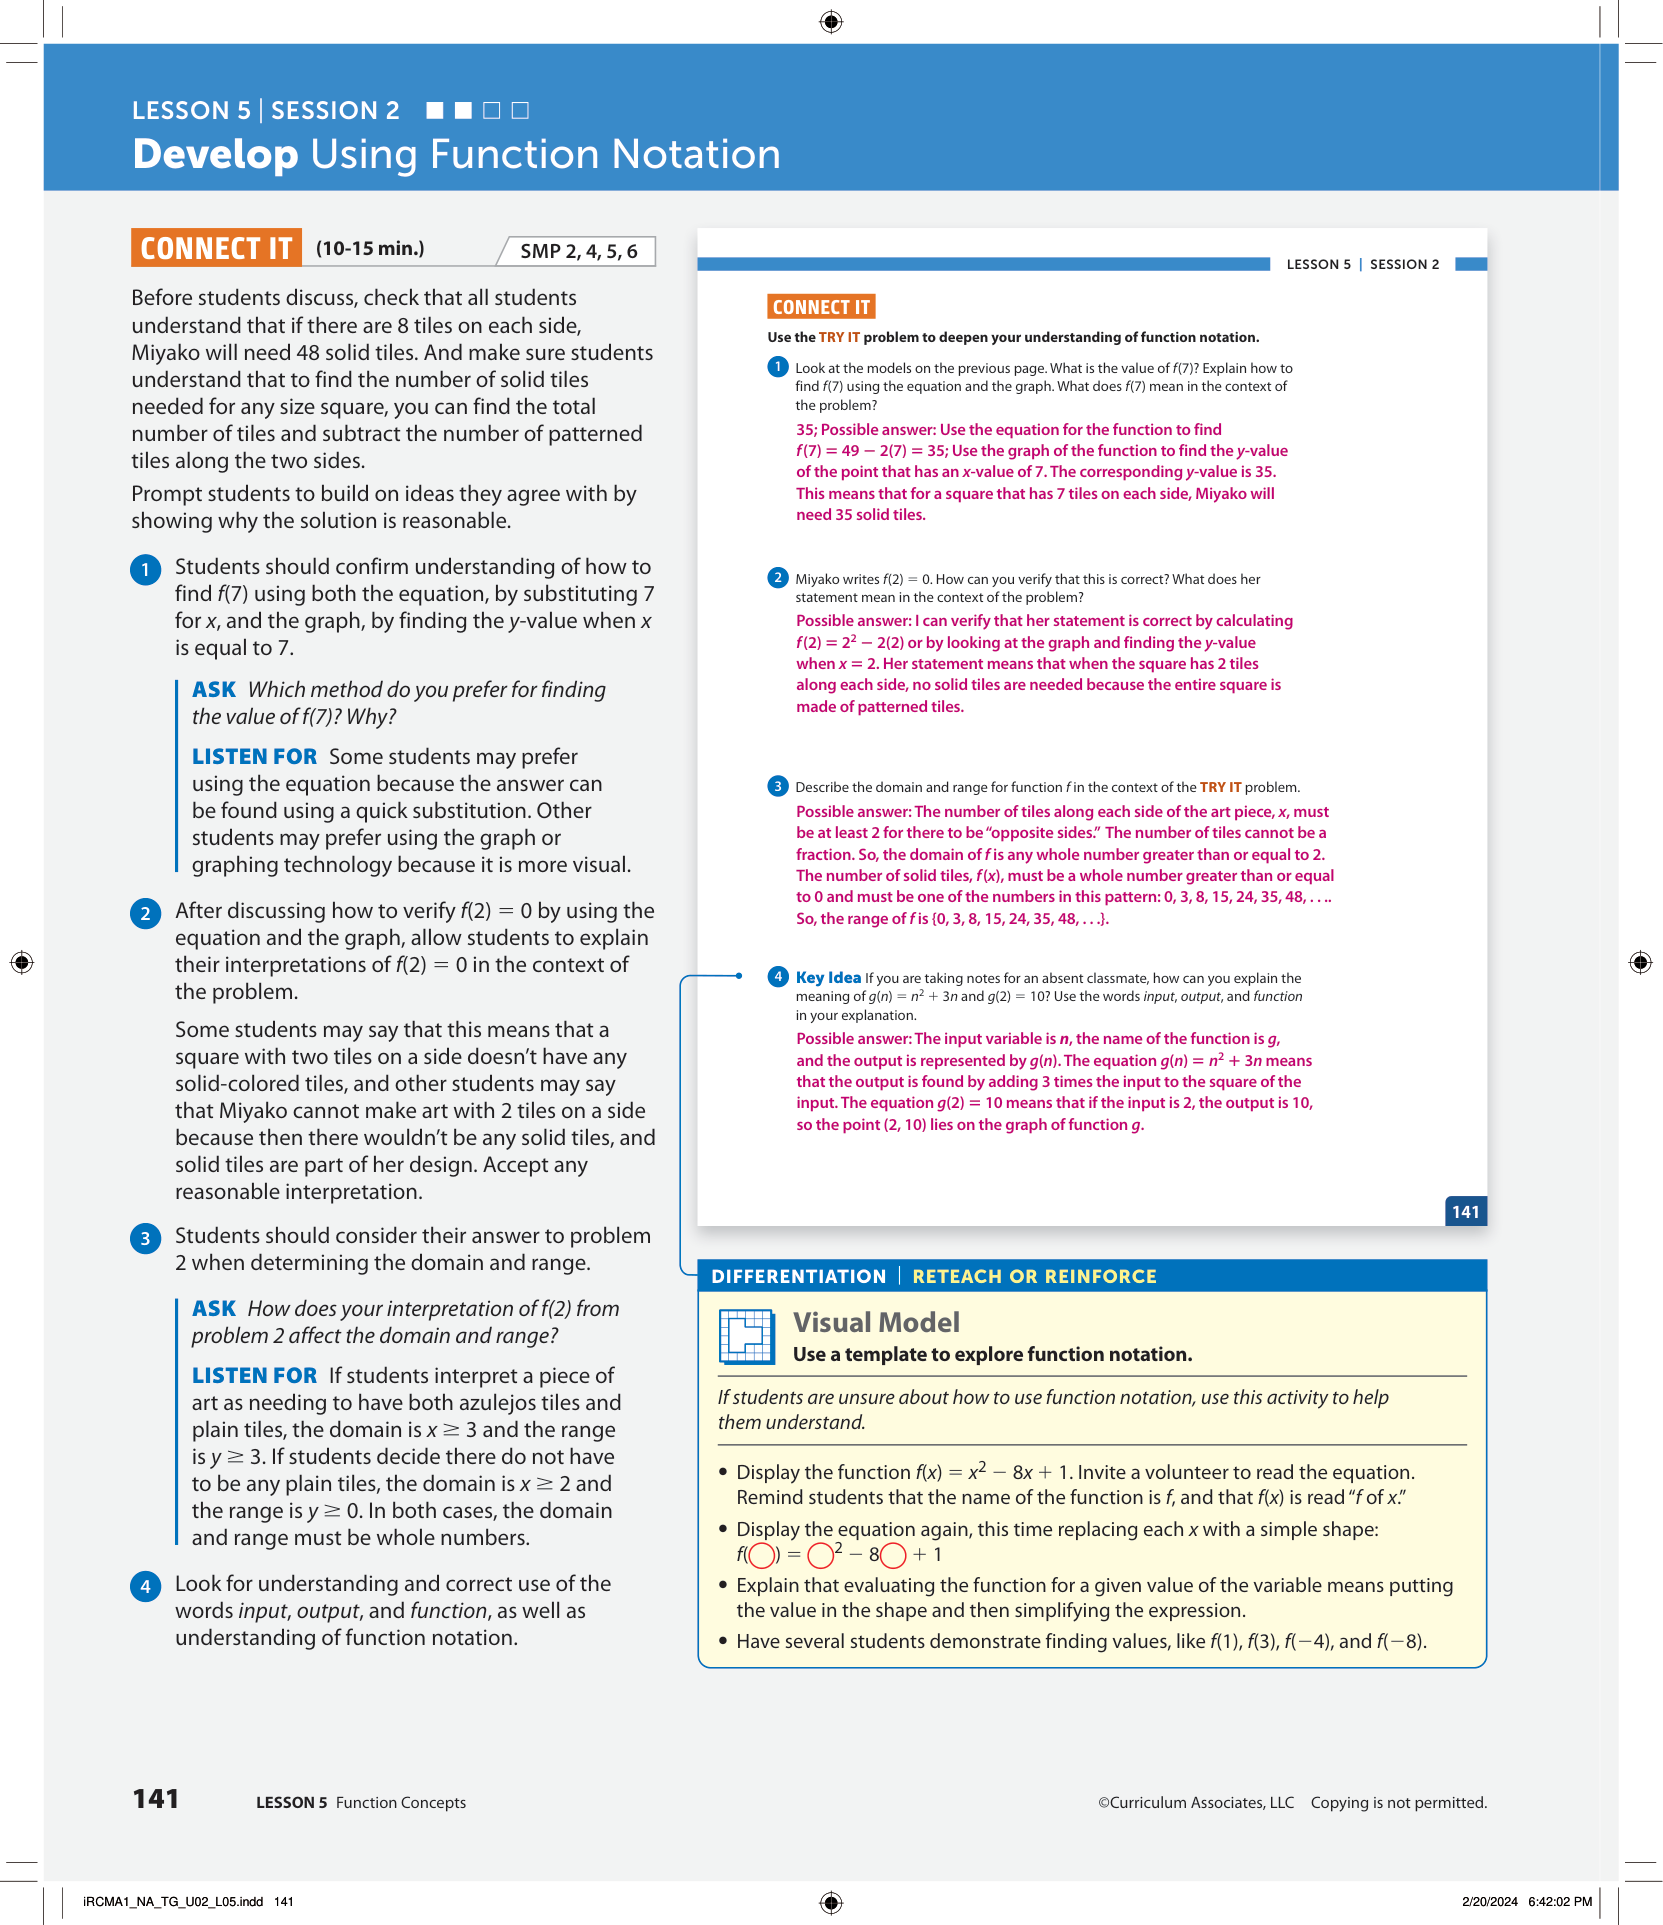 LESSON 5 | SESSION 2
Develop Using Function Notation
CONNECT IT (10-15 min.) SMP 2, 4, 5, 6
Before students discuss, check that all students
understand that if there are 8 tiles on each side,
Miyako will need 48 solid tiles. And make sure students
understand that to find the number of solid tiles
needed for any size square, you can find the total
number of tiles and subtract the number of patterned
tiles along the two sides.
Prompt students to build on ideas they agree with by
showing why the solution is reasonable.
1 Students should confirm understanding of how to
find f(7) using both the equation, by substituting 7
for x, and the graph, by finding the y-value when x
is equal to 7.
ASK Which method do you prefer for finding
the value of f(7)? Why?
LISTEN FOR Some students may prefer
using the equation because the answer can
be found using a quick substitution. Other
students may prefer using the graph or
graphing technology because it is more visual.
2 After discussing how to verify f(2) = 0 by using the
equation and the graph, allow students to explain
their interpretations of f(2) = 0 in the context of
the problem.
Some students may say that this means that a
square with two tiles on a side doesn't have any
solid-colored tiles, and other students may say
that Miyako cannot make art with 2 tiles on a side
because then there wouldn't be any solid tiles, and
solid tiles are part of her design. Accept any
reasonable interpretation.
3 Students should consider their answer to problem
2 when determining the domain and range.
ASK How does your interpretation of f(2) from
problem 2 affect the domain and range?
LISTEN FOR If students interpret a piece of
art as needing to have both azulejos tiles and
plain tiles, the domain is x ≥ 3 and the range
is y ≥ 3. If students decide there do not have
to be any plain tiles, the domain is x ≥ 2 and
the range is y ≥ 0. In both cases, the domain
and range must be whole numbers.
4 Look for understanding and correct use of the
words input, output, and function, as well as
understanding of function notation.
LESSON 5 | SESSION 2
CONNECT IT
Use the TRY IT problem to deepen your understanding of function notation.
1 Look at the models on the previous page. What is the value of f(7)? Explain how to
find f(7) using the equation and the graph. What does f(7) mean in the context of
the problem?
35; Possible answer: Use the equation for the function to find
f(7) = 49 − 2(7) = 35; Use the graph of the function to find the y-value
of the point that has an x-value of 7. The corresponding y-value is 35.
This means that for a square that has 7 tiles on each side, Miyako will
need 35 solid tiles.
2 Miyako writes f(2) = 0. How can you verify that this is correct? What does her
statement mean in the context of the problem?
Possible answer: I can verify that her statement is correct by calculating
f(2) = 2² − 2(2) or by looking at the graph and finding the y-value
when x = 2. Her statement means that when the square has 2 tiles
along each side, no solid tiles are needed because the entire square is
made of patterned tiles.
3 Describe the domain and range for function f in the context of the TRY IT problem.
Possible answer: The number of tiles along each side of the art piece, x, must
be at least 2 for there to be “opposite sides.” The number of tiles cannot be a
fraction. So, the domain of f is any whole number greater than or equal to 2.
The number of solid tiles, f(x), must be a whole number greater than or equal
to 0 and must be one of the numbers in this pattern: 0, 3, 8, 15, 24, 35, 48, . . ..
So, the range of f is {0, 3, 8, 15, 24, 35, 48, . . .}.
4 Key Idea If you are taking notes for an absent classmate, how can you explain the
meaning of g(n) = n² + 3n and g(2) = 10? Use the words input, output, and function
in your explanation.
Possible answer: The input variable is n, the name of the function is g,
and the output is represented by g(n). The equation g(n) = n² + 3n means
that the output is found by adding 3 times the input to the square of the
input. The equation g(2) = 10 means that if the input is 2, the output is 10,
so the point (2, 10) lies on the graph of function g.
141
DIFFERENTIATION | RETEACH OR REINFORCE
Visual Model
Use a template to explore function notation.
If students are unsure about how to use function notation, use this activity to help
them understand.
• Display the function f(x) = x² − 8x + 1. Invite a volunteer to read the equation.
Remind students that the name of the function is f, and that f(x) is read “f of x.”
• Display the equation again, this time replacing each x with a simple shape:
f(◯) = ◯² − 8◯ + 1
• Explain that evaluating the function for a given value of the variable means putting
the value in the shape and then simplifying the expression.
• Have several students demonstrate finding values, like f(1), f(3), f(−4), and f(−8).
141 LESSON 5 Function Concepts
©Curriculum Associates, LLC Copying is not permitted.
iRCMA1_NA_TG_U02_L05.indd 141
2/20/2024 6:42:02 PM